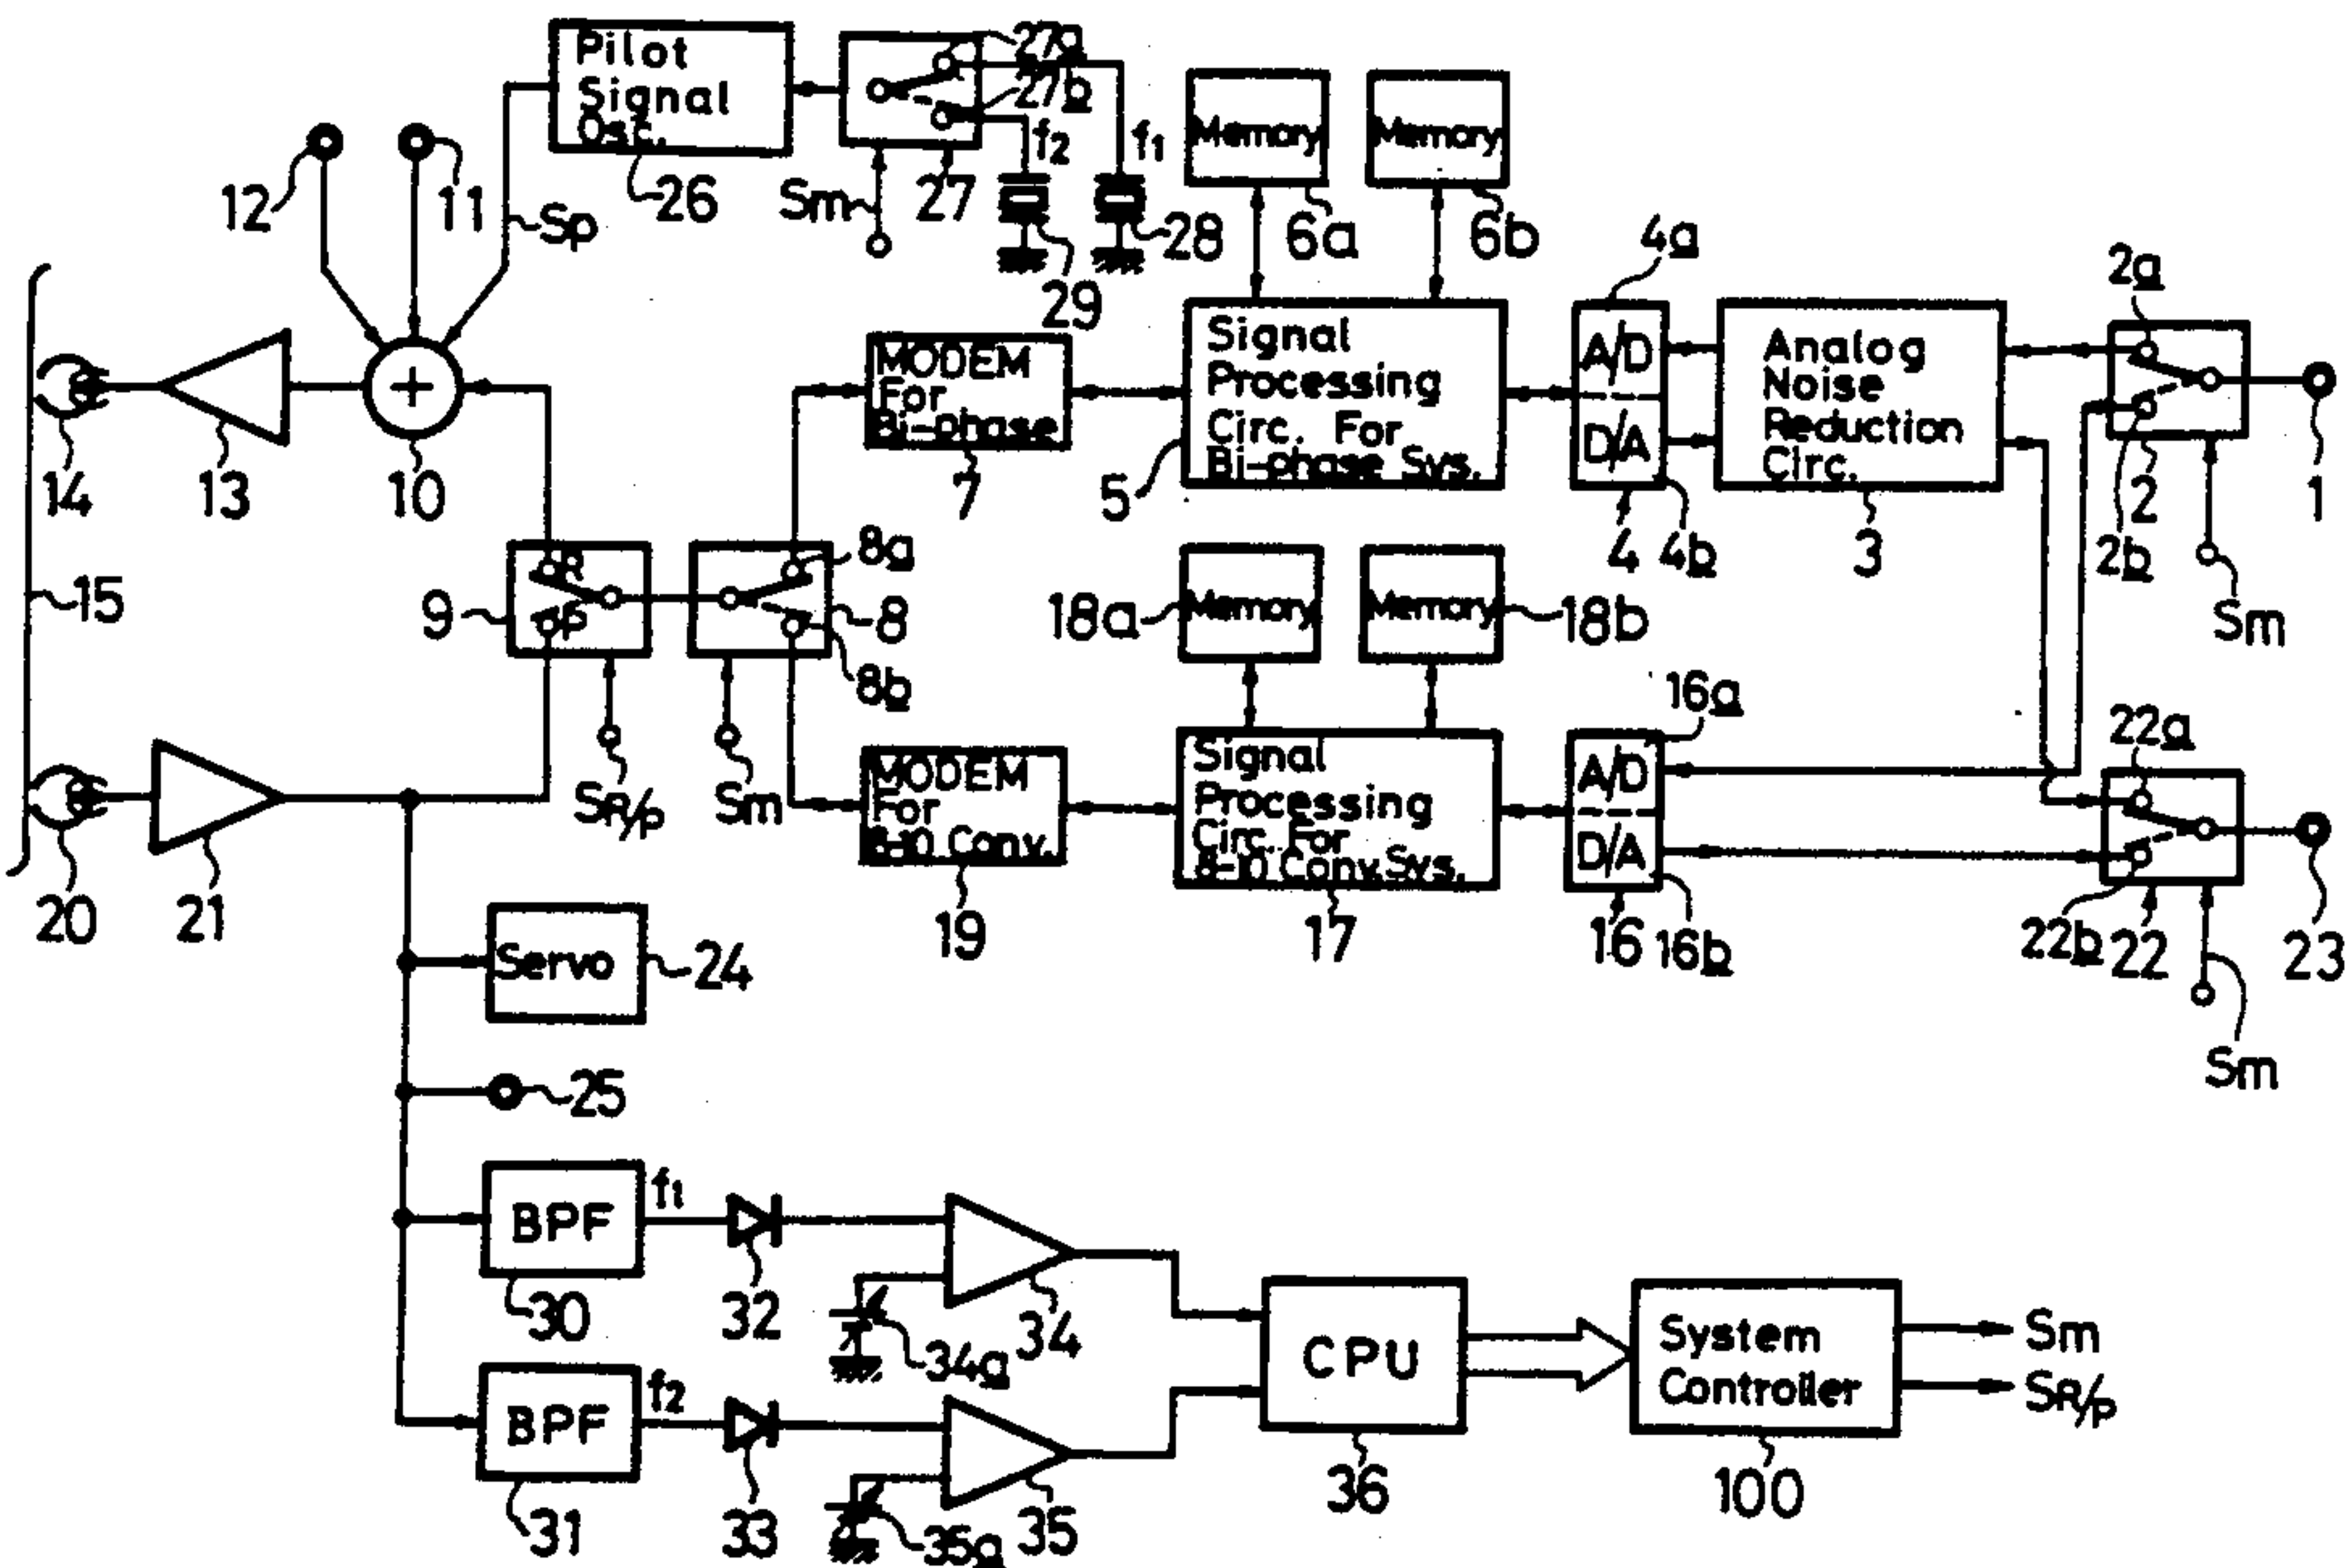 Pilot
Signal
Osc.
27a
27b
f2
f1
Memory
Memory
12
11
Sp
26
Sm
27
29
28
6a
6b
4a
2a
MODEM
For
Bi-phase
Signal
Processing
Circ. For
Bi-phase Sys.
A/D
D/A
Analog
Noise
Reduction
Circ.
+
14
13
10
7
5
4
4b
3
2b
2
1
Sm
15
9
R
P
8a
8
8b
18a
Memory
Memory
18b
SR/P
Sm
MODEM
For
8-10 Conv.
Signal
Processing
Circ. For
8-10 Conv. Sys.
16a
A/D
D/A
22a
20
21
19
17
16
16b
22b
22
23
Sm
Servo
24
25
BPF
f1
30
32
34a
34
BPF
f2
31
33
35a
35
CPU
36
System
Controller
100
Sm
SR/P